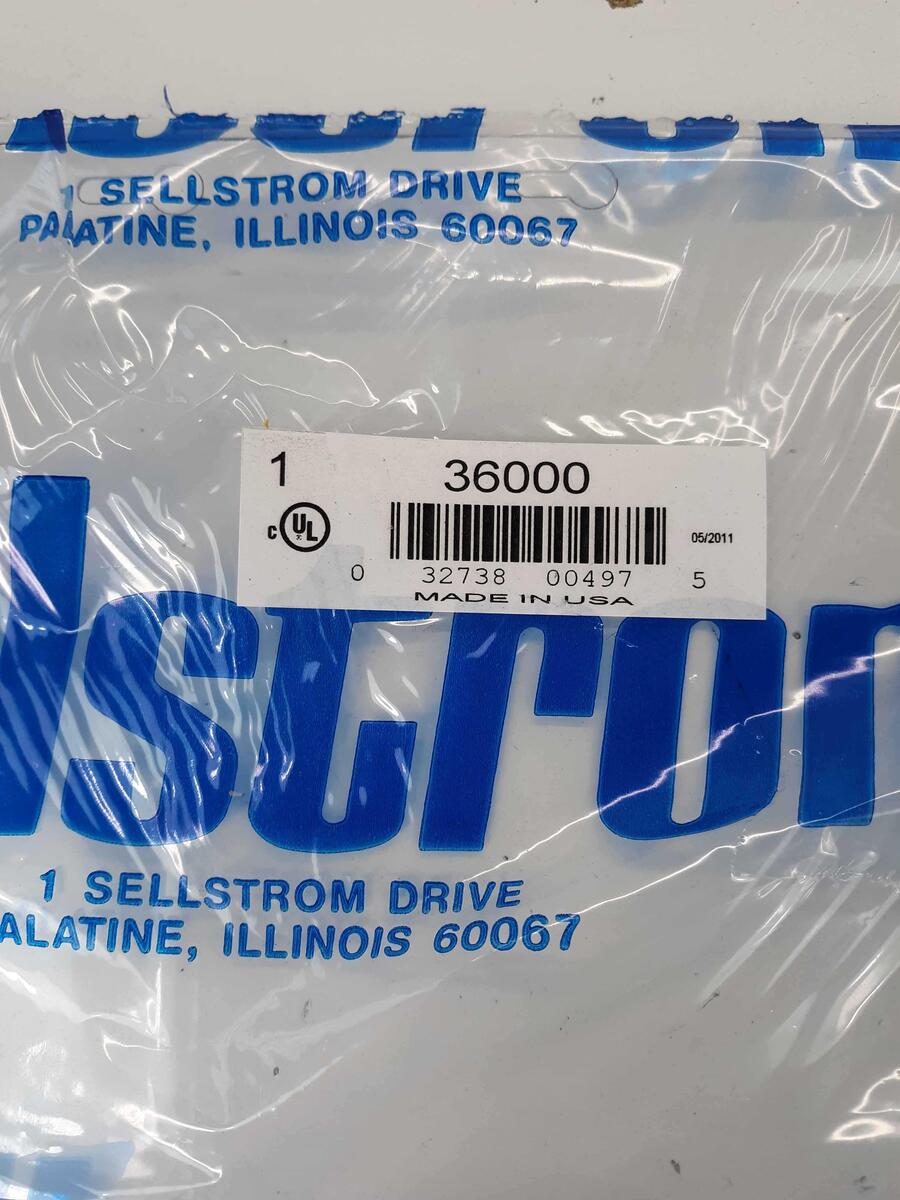 1 SELLSTROM DRIVE
PALATINE, ILLINOIS 60067
1 36000
c UL 05/2011
0 32738 00497 5
MADE IN USA
lstrom
1 SELLSTROM DRIVE
ALATINE, ILLINOIS 60067